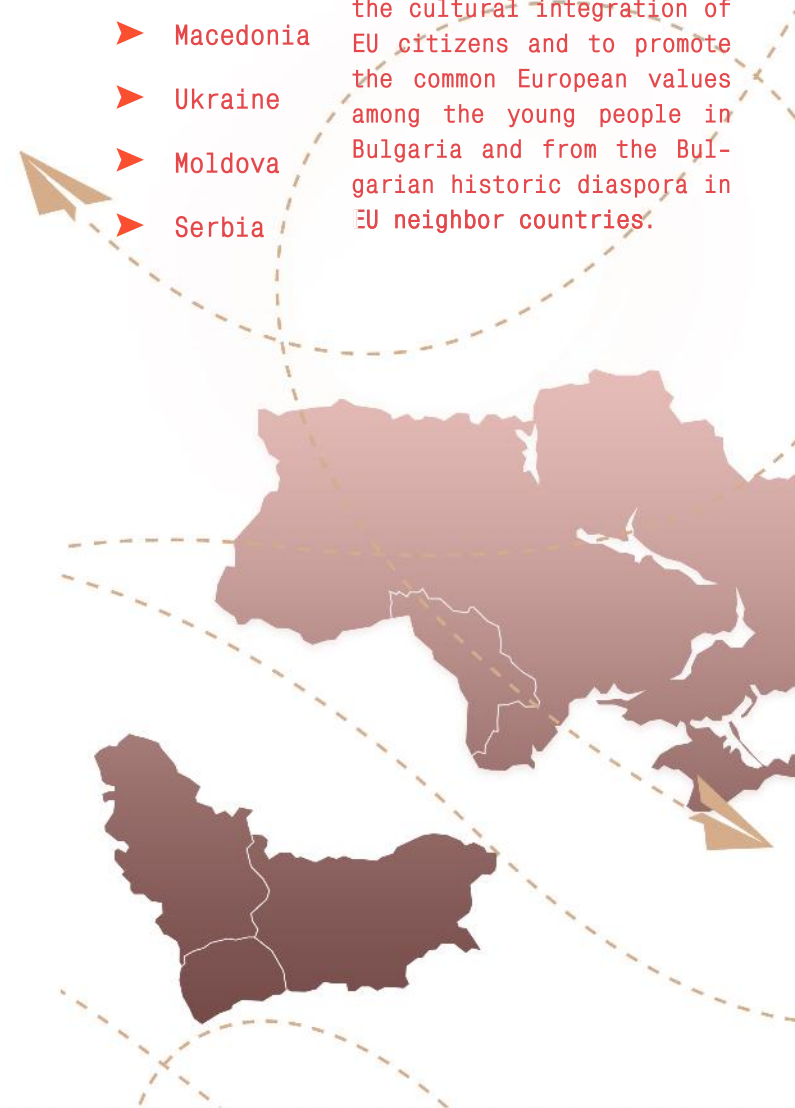 Macedonia
Ukraine
Moldova
Serbia
the cultural integration of
EU citizens and to promote
the common European values
among the young people in
Bulgaria and from the Bul-
garian historic diaspora in
EU neighbor countries.